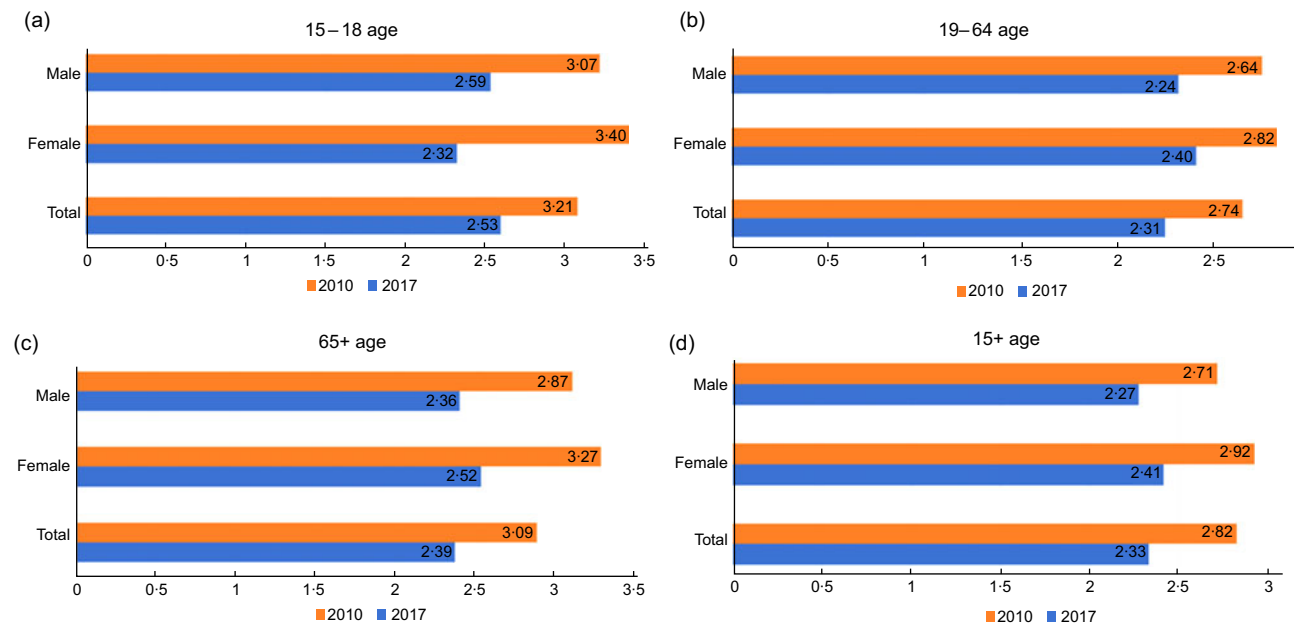 (a)
15–18 age
Male
3·07
2·59
Female
3·40
2·32
Total
3·21
2·53
0 0·5 1 1·5 2 2·5 3 3·5
2010 2017
(b)
19–64 age
Male
2·64
2·24
Female
2·82
2·40
Total
2·74
2·31
0 0·5 1 1·5 2 2·5
2010 2017
(c)
65+ age
Male
2·87
2·36
Female
3·27
2·52
Total
3·09
2·39
0 0·5 1 1·5 2 2·5 3 3·5
2010 2017
(d)
15+ age
Male
2·71
2·27
Female
2·92
2·41
Total
2·82
2·33
0 0·5 1 1·5 2 2·5 3
2010 2017